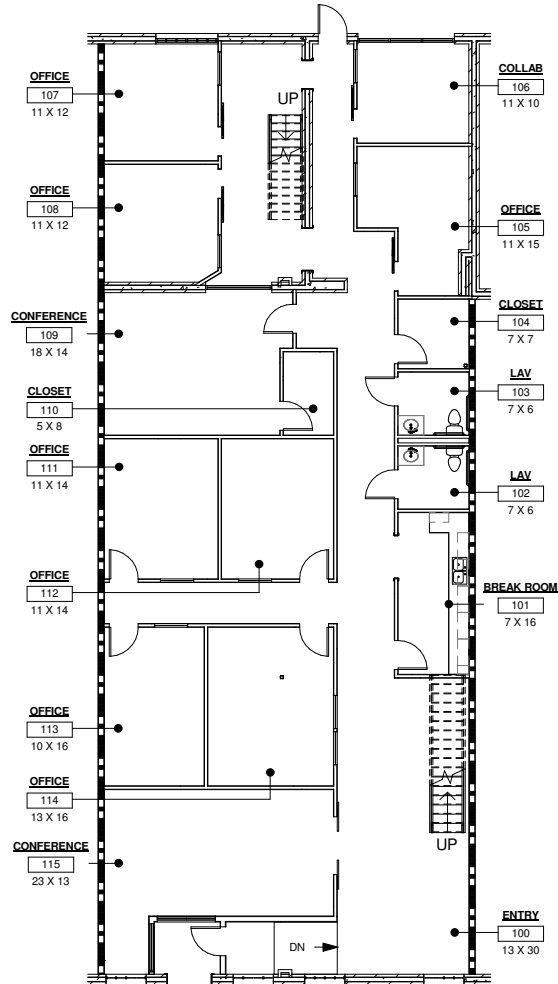 OFFICE
107
11 X 12
OFFICE
108
11 X 12
CONFERENCE
109
18 X 14
CLOSET
110
5 X 8
OFFICE
111
11 X 14
OFFICE
112
11 X 14
OFFICE
113
10 X 16
OFFICE
114
13 X 16
CONFERENCE
115
23 X 13
UP
DN
UP
COLLAB
106
11 X 10
OFFICE
105
11 X 15
CLOSET
104
7 X 7
LAV
103
7 X 6
LAV
102
7 X 6
BREAK ROOM
101
7 X 16
ENTRY
100
13 X 30